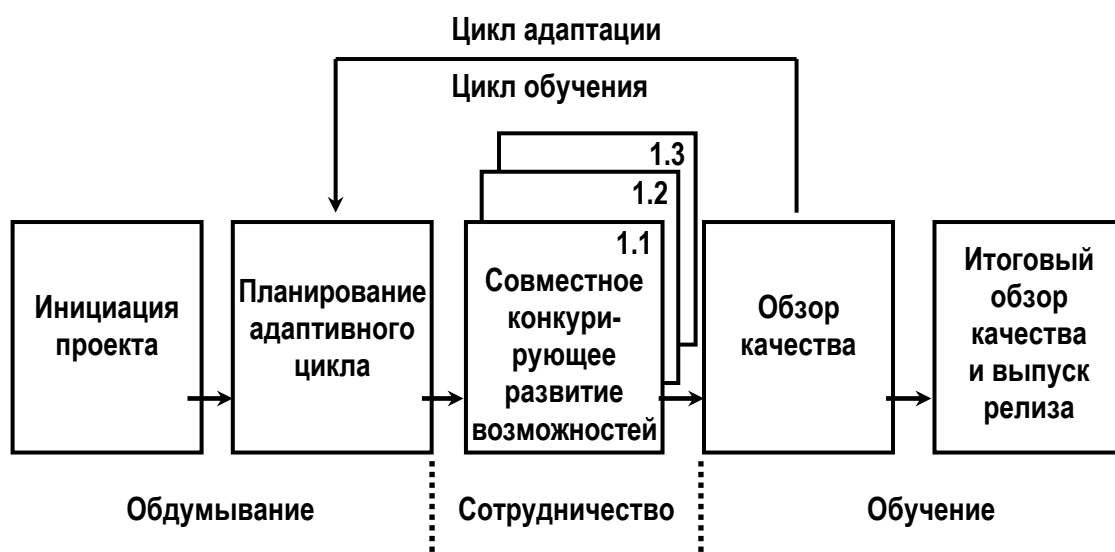 Цикл адаптации
Цикл обучения
1.3
1.2
1.1
Инициация
проекта
Планирование
адаптивного
цикла
Совместное
конкури-
рующее
развитие
возможностей
Обзор
качества
Итоговый
обзор
качества
и выпуск
релиза
Обдумывание
Сотрудничество
Обучение